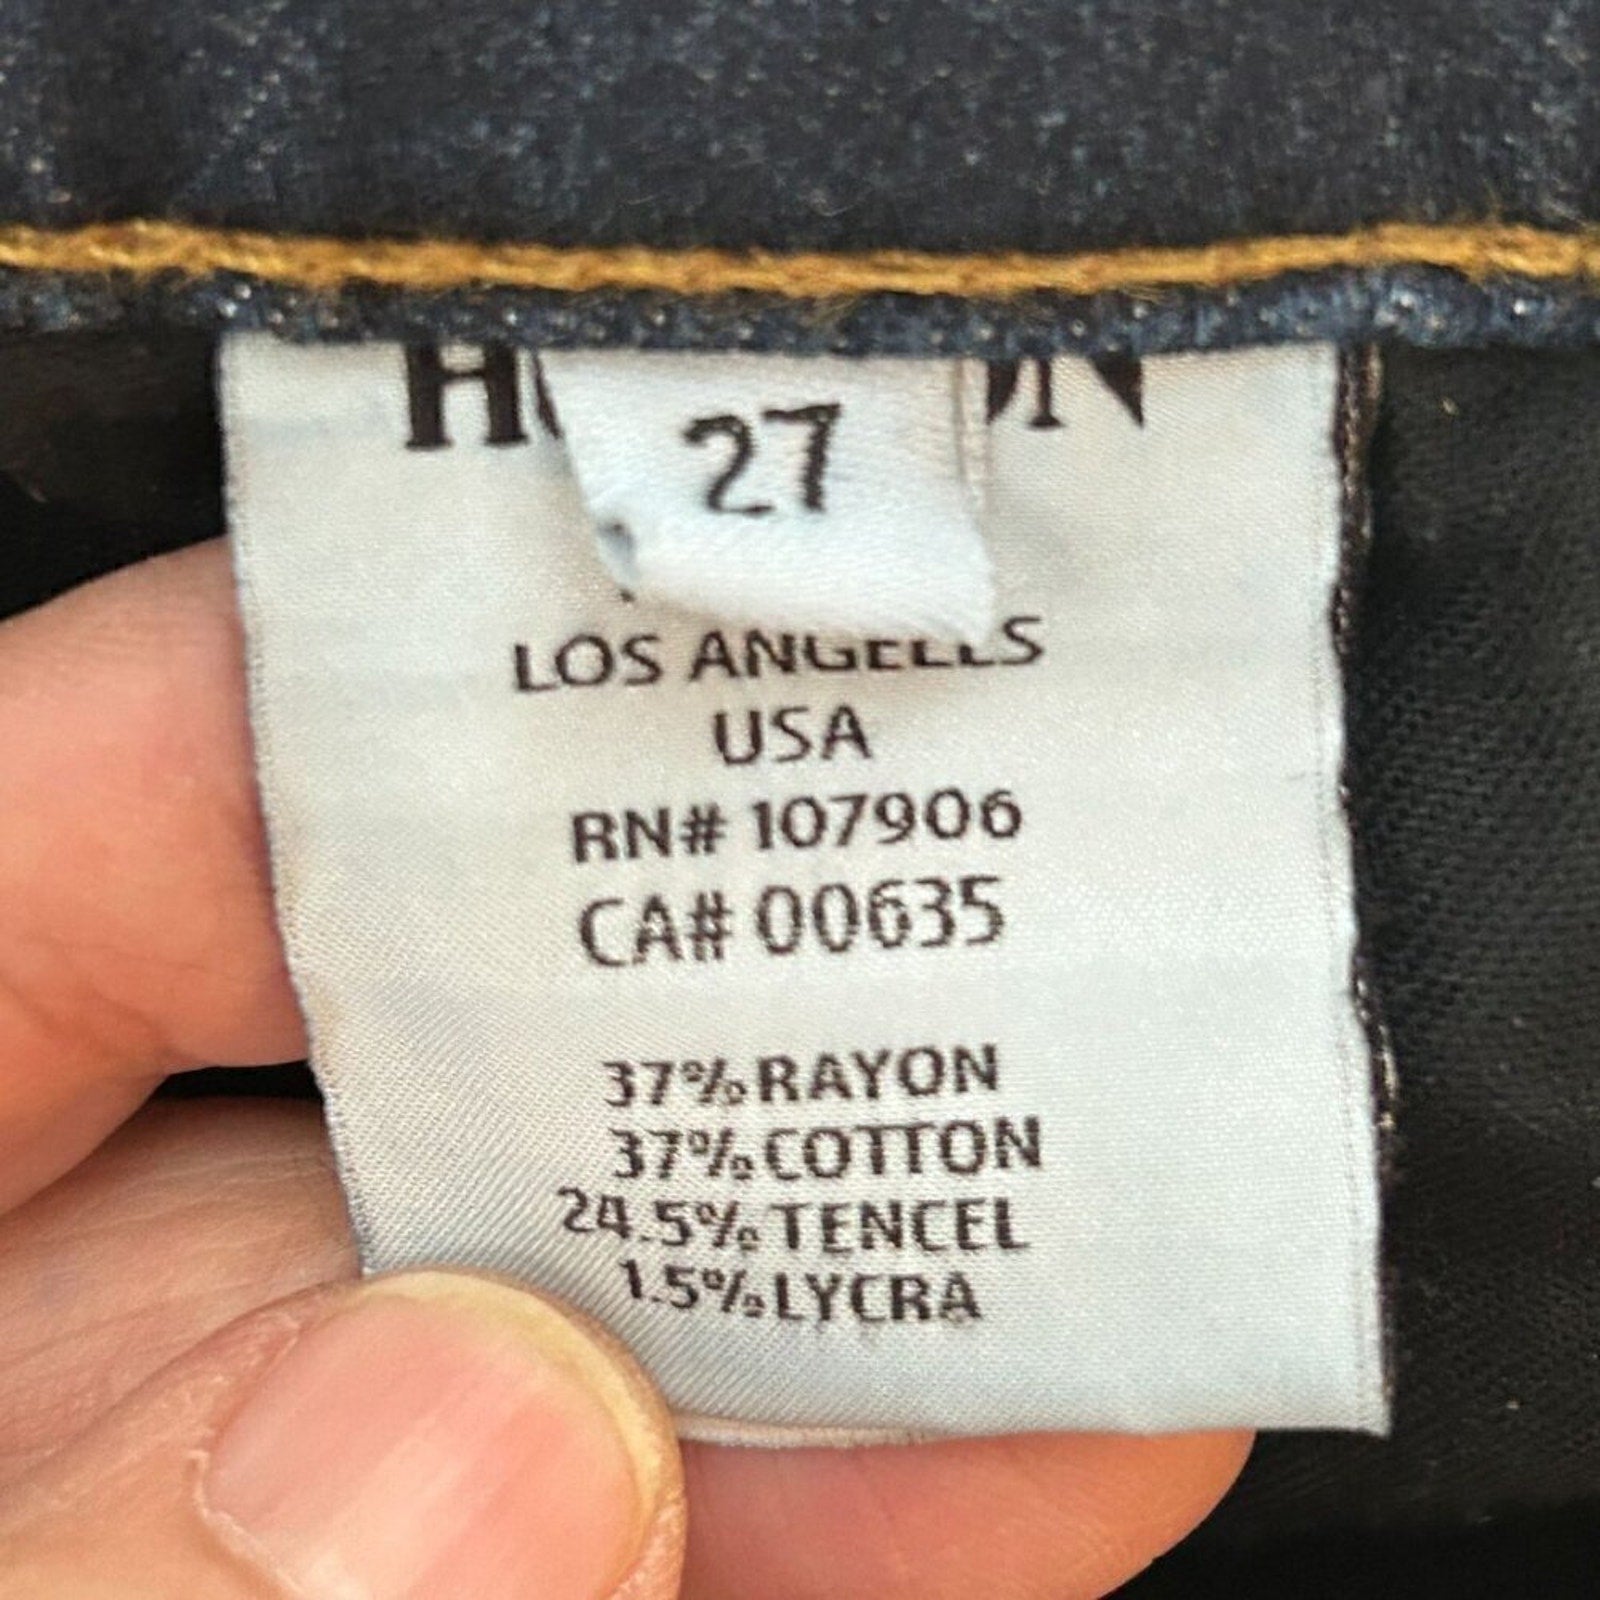 27
LOS ANGELES
USA
RN# 107906
CA# 00635
37% RAYON
37% COTTON
24.5% TENCEL
1.5% LYCRA